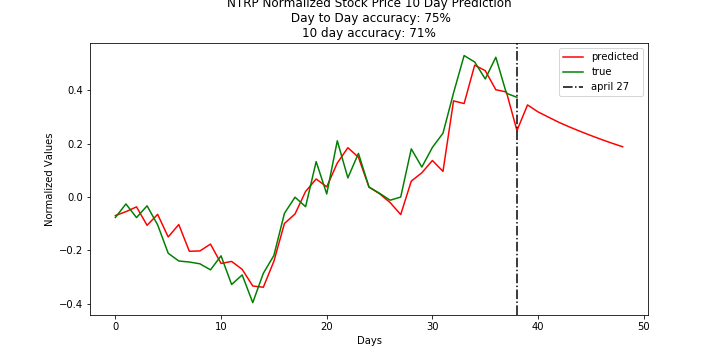 NTRP Normalized Stock Price 10 Day Prediction
Day to Day accuracy: 75%
10 day accuracy: 71%
predicted
true
april 27
Normalized Values
0.4
0.2
0.0
−0.2
−0.4
0 10 20 30 40 50
Days